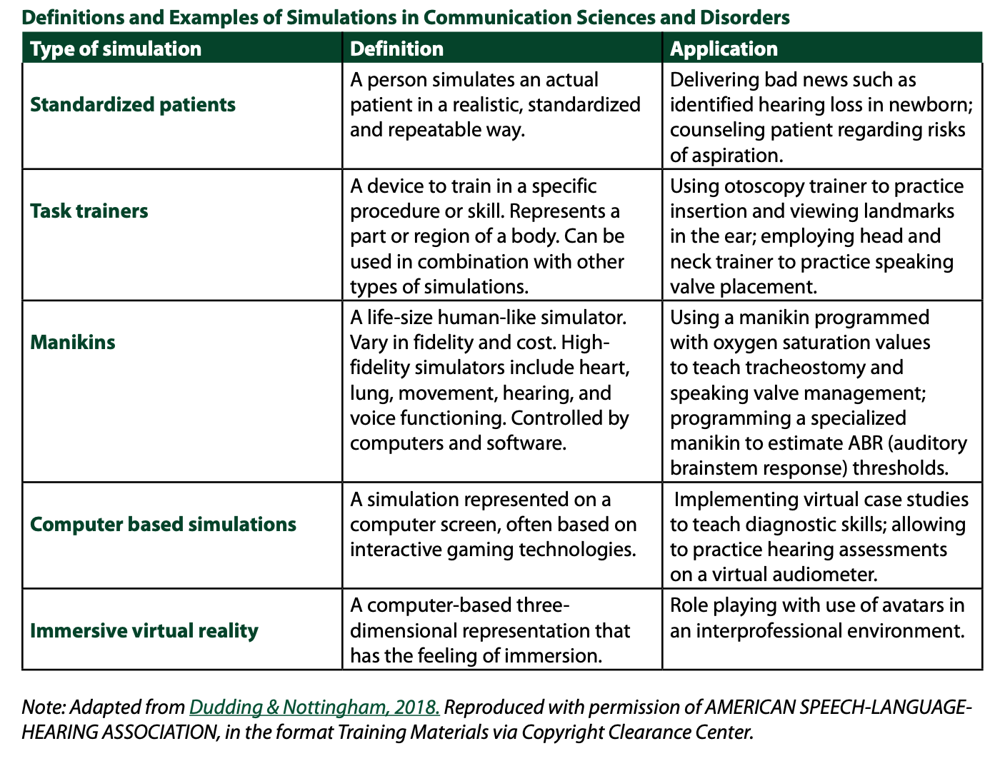 Definitions and Examples of Simulations in Communication Sciences and Disorders
Type of simulation
Definition
Application
Standardized patients
A person simulates an actual
patient in a realistic, standardized
and repeatable way.
Delivering bad news such as
identified hearing loss in newborn;
counseling patient regarding risks
of aspiration.
Task trainers
A device to train in a specific
procedure or skill. Represents a
part or region of a body. Can be
used in combination with other
types of simulations.
Using otoscopy trainer to practice
insertion and viewing landmarks
in the ear; employing head and
neck trainer to practice speaking
valve placement.
Manikins
A life-size human-like simulator.
Vary in fidelity and cost. High-
fidelity simulators include heart,
lung, movement, hearing, and
voice functioning. Controlled by
computers and software.
Using a manikin programmed
with oxygen saturation values
to teach tracheostomy and
speaking valve management;
programming a specialized
manikin to estimate ABR (auditory
brainstem response) thresholds.
Computer based simulations
A simulation represented on a
computer screen, often based on
interactive gaming technologies.
Implementing virtual case studies
to teach diagnostic skills; allowing
to practice hearing assessments
on a virtual audiometer.
Immersive virtual reality
A computer-based three-
dimensional representation that
has the feeling of immersion.
Role playing with use of avatars in
an interprofessional environment.
Note: Adapted from Dudding & Nottingham, 2018. Reproduced with permission of AMERICAN SPEECH-LANGUAGE-
HEARING ASSOCIATION, in the format Training Materials via Copyright Clearance Center.